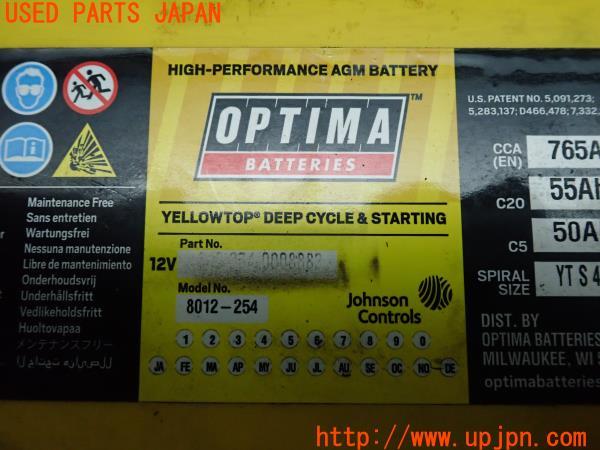 USED PARTS JAPAN
HIGH-PERFORMANCE AGM BATTERY
OPTIMA™
BATTERIES
YELLOWTOP® DEEP CYCLE & STARTING
Part No.
12V
Model No.
8012-254
Johnson
Controls
1 2 3 4 5 6 7 8 9 0
JA FE MA AP MY JU JL AU SE OC NO DE
Maintenance Free
Sans entretien
Wartungsfrei
Nessuna manutenzione
Libre de mantenimiento
Onderhoudsvrij
Underhållsfritt
Vedlikeholdsfritt
Huoltovapaa
メンテナンスフリー
U.S. PATENT NO. 5,091,273;
5,283,137; D466,478; 7,332,
CCA
(EN)
765A
C20
55Ah
C5
50A
SPIRAL
SIZE
YT S 4
DIST. BY
OPTIMA BATTERIES
MILWAUKEE, WI 5
optimabatteries
http://www.upjpn.com/